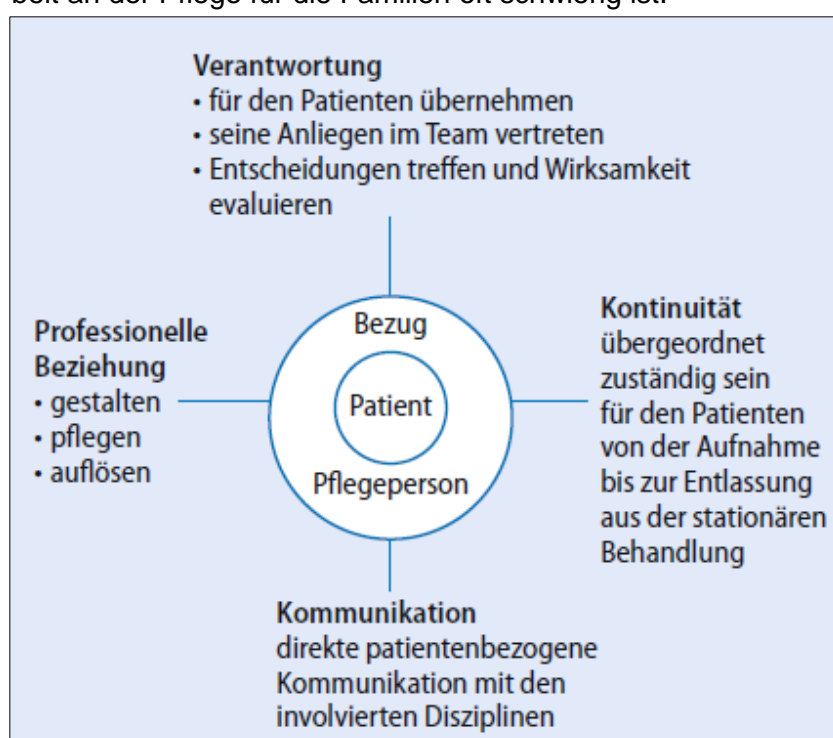 Verantwortung
• für den Patienten übernehmen
• seine Anliegen im Team vertreten
• Entscheidungen treffen und Wirksamkeit
evaluieren
Professionelle
Beziehung
• gestalten
• pflegen
• auflösen
Bezug
Patient
Pflegeperson
Kontinuität
übergeordnet
zuständig sein
für den Patienten
von der Aufnahme
bis zur Entlassung
aus der stationären
Behandlung
Kommunikation
direkte patientenbezogene
Kommunikation mit den
involvierten Disziplinen